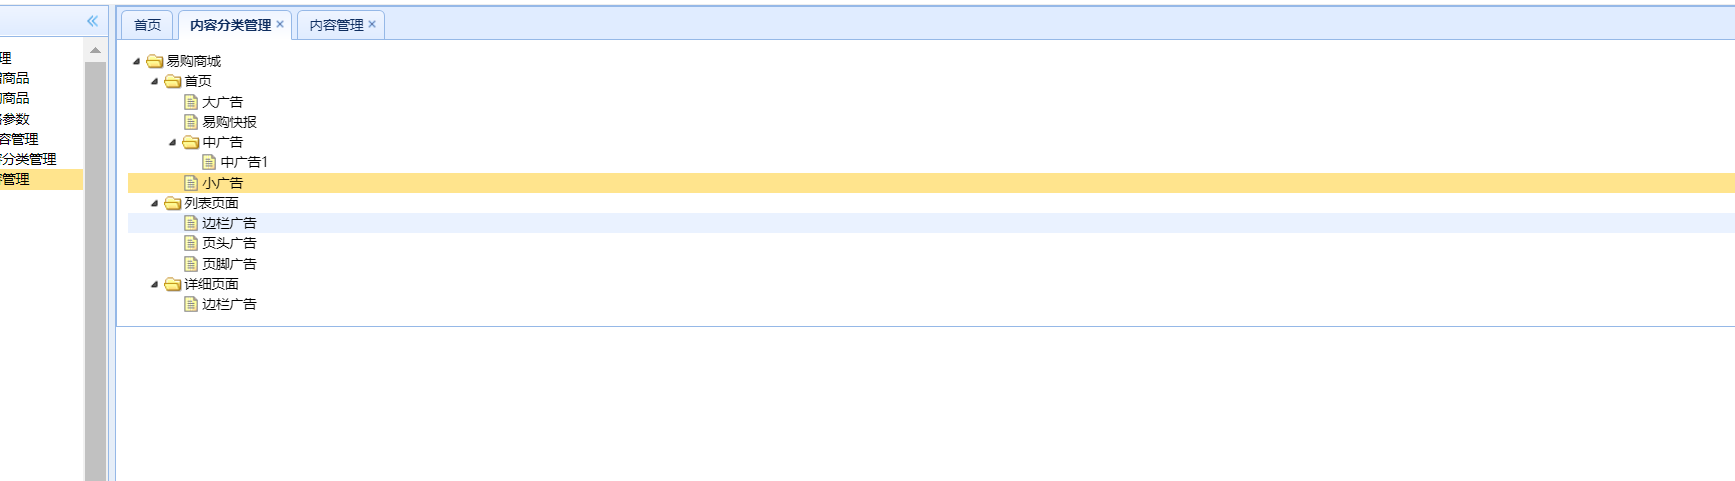 首页
内容分类管理
内容管理
理
商品
商品
参数
容管理
分类管理
管理
易购商城
首页
大广告
易购快报
中广告
中广告1
小广告
列表页面
边栏广告
页头广告
页脚广告
详细页面
边栏广告